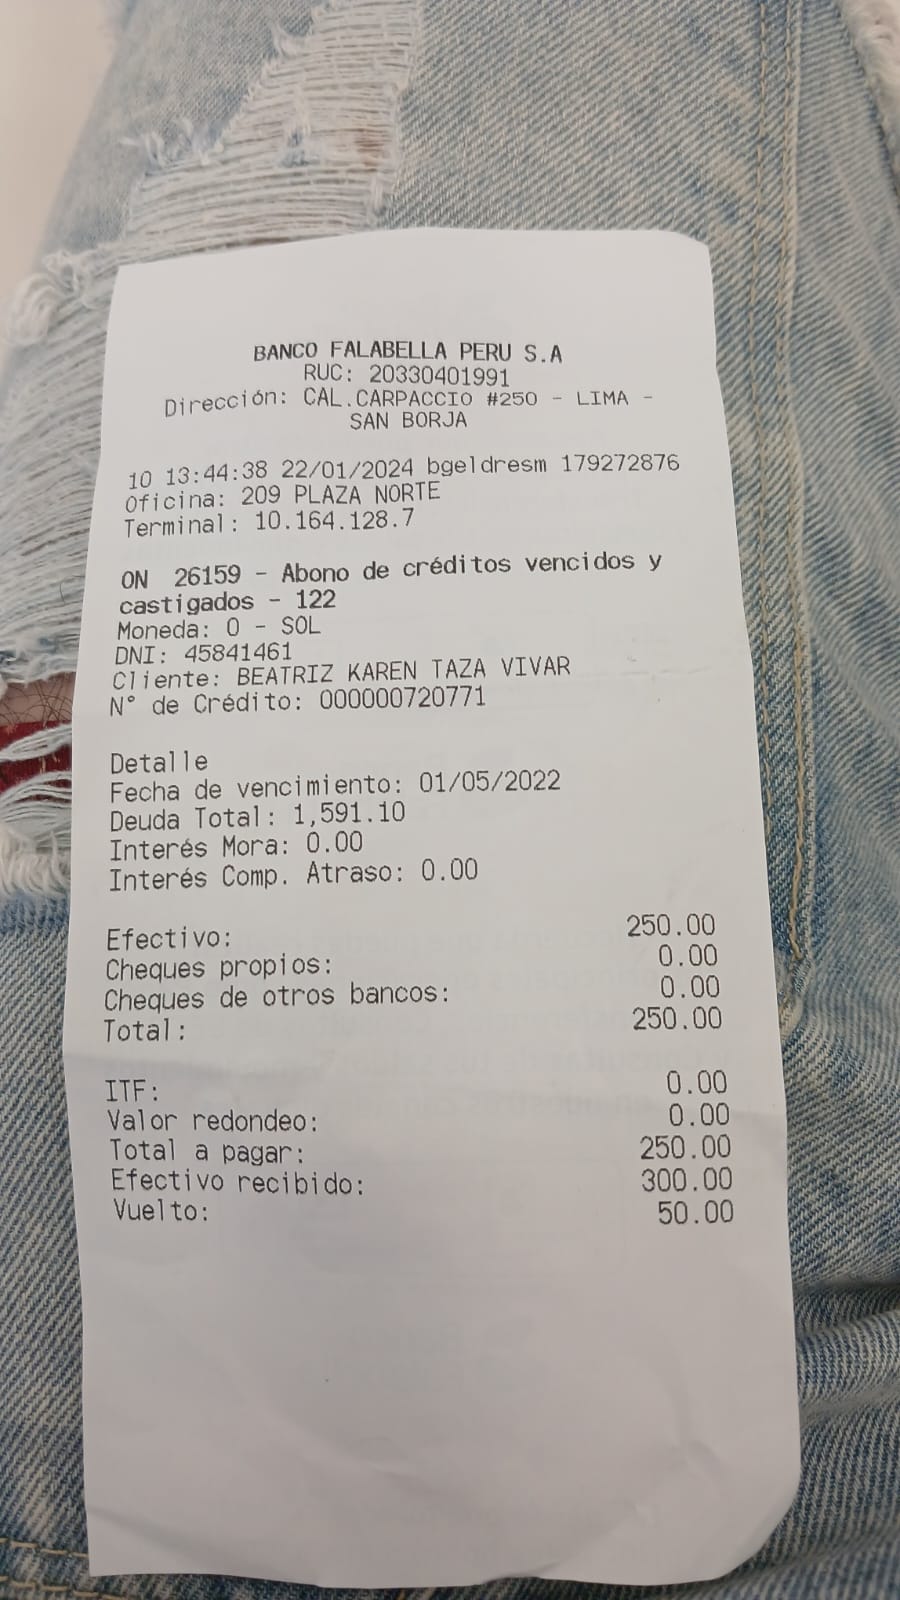 BANCO FALABELLA PERU S.A
RUC: 20330401991
Dirección: CAL.CARPACCIO #250 - LIMA -
SAN BORJA
10 13:44:38 22/01/2024 bgeldresm 179272876
Oficina: 209 PLAZA NORTE
Terminal: 10.164.128.7
ON 26159 - Abono de créditos vencidos y
castigados - 122
Moneda: 0 - SOL
DNI: 45841461
Cliente: BEATRIZ KAREN TAZA VIVAR
N° de Crédito: 000000720771
Detalle
Fecha de vencimiento: 01/05/2022
Deuda Total: 1,591.10
Interés Mora: 0.00
Interés Comp. Atraso: 0.00
Efectivo: 250.00
Cheques propios: 0.00
Cheques de otros bancos: 0.00
Total: 250.00
ITF: 0.00
Valor redondeo: 0.00
Total a pagar: 250.00
Efectivo recibido: 300.00
Vuelto: 50.00